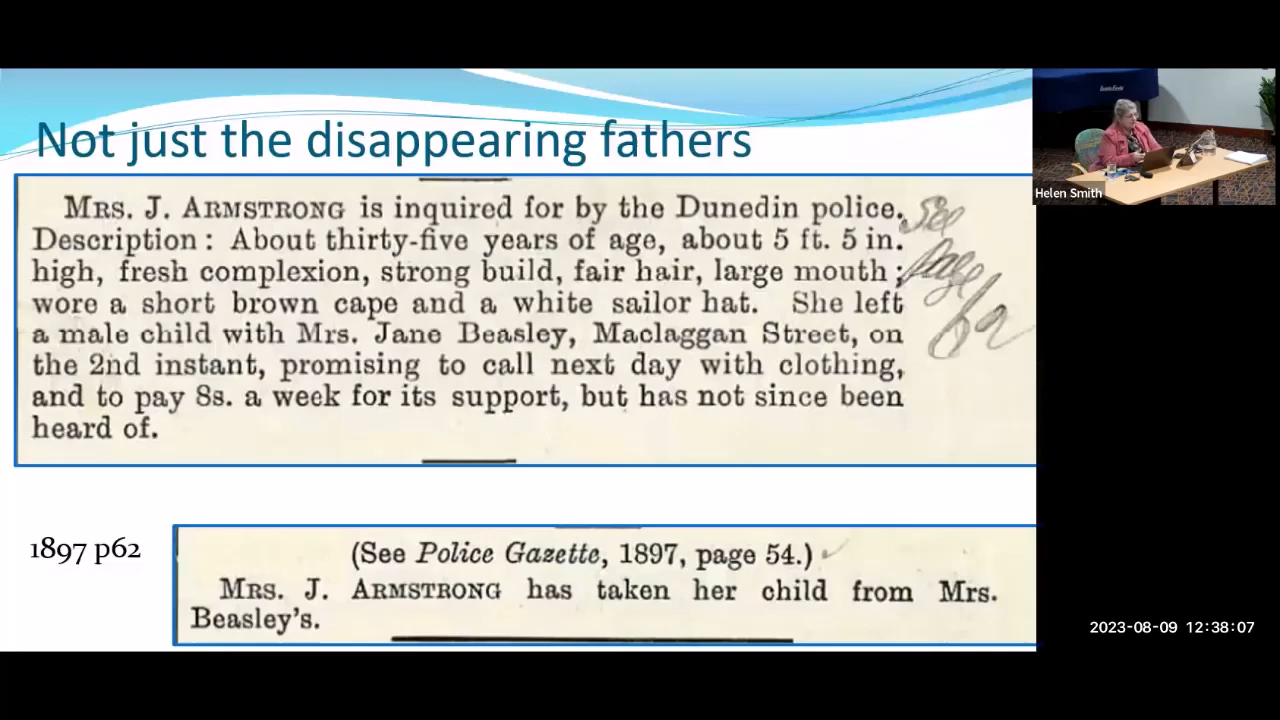 Not just the disappearing fathers
MRS. J. ARMSTRONG is inquired for by the Dunedin police.
Description: About thirty-five years of age, about 5 ft. 5 in.
high, fresh complexion, strong build, fair hair, large mouth;
wore a short brown cape and a white sailor hat. She left
a male child with Mrs. Jane Beasley, Maclaggan Street, on
the 2nd instant, promising to call next day with clothing,
and to pay 8s. a week for its support, but has not since been
heard of.
See
page
62
1897 p62
(See Police Gazette, 1897, page 54.)
MRS. J. ARMSTRONG has taken her child from Mrs.
Beasley's.
Helen Smith
2023-08-09 12:38:07